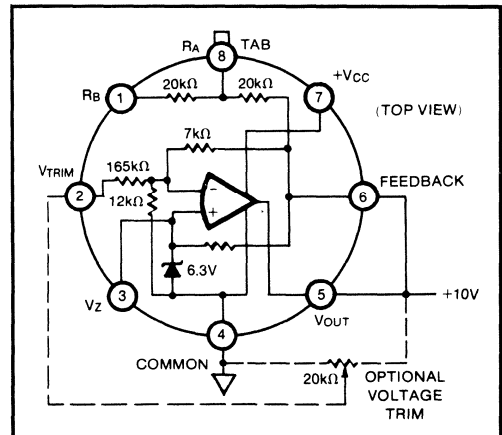 RA TAB
8
+VCC
RB
1
20kΩ
20kΩ
7
(TOP VIEW)
7kΩ
VTRIM
165kΩ
FEEDBACK
2
12kΩ
−
+
6
6.3V
3
5
+10V
VZ
VOUT
4
COMMON
20kΩ
OPTIONAL
VOLTAGE
TRIM